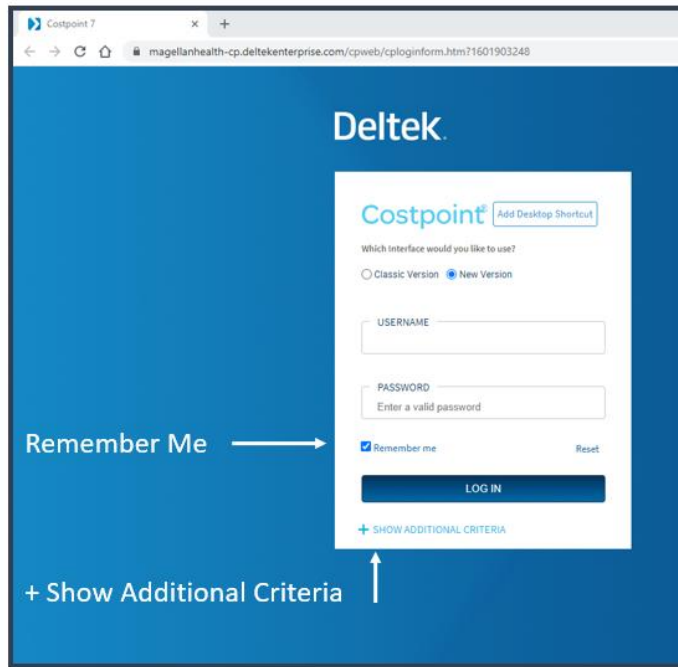 Costpoint 7
magellanhealth-cp.deltekenterprise.com/cpweb/cploginform.htm?1601903248
Deltek.
Costpoint® Add Desktop Shortcut
Which Interface would you like to use?
Classic Version New Version
USERNAME
PASSWORD
Enter a valid password
Remember Me
Remember me Reset
LOG IN
+ SHOW ADDITIONAL CRITERIA
+ Show Additional Criteria